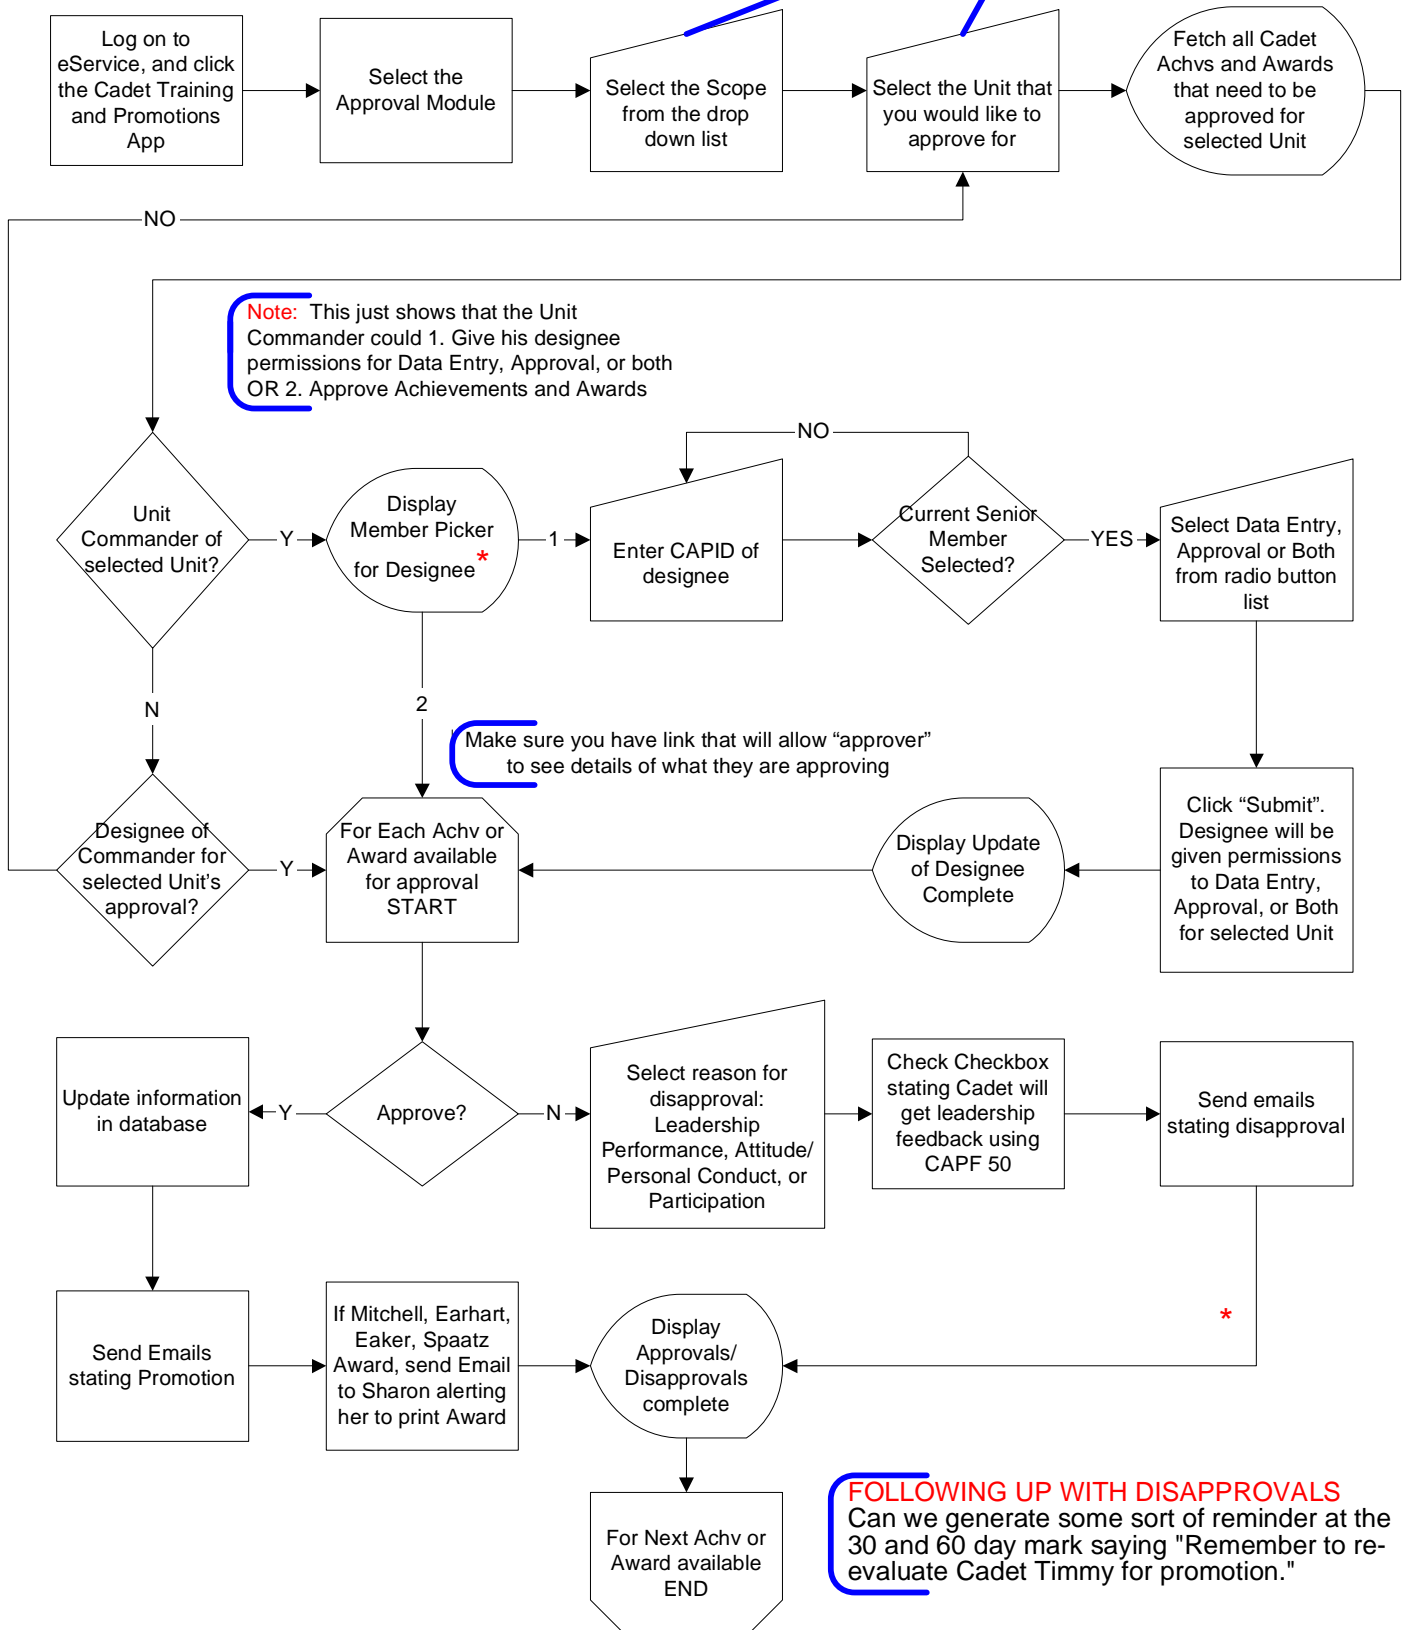 Log on to
eService, and click
the Cadet Training
and Promotions
App
Select the
Approval Module
Select the Scope
from the drop
down list
Select the Unit that
you would like to
approve for
Fetch all Cadet
Achvs and Awards
that need to be
approved for
selected Unit
NO
Note: This just shows that the Unit
Commander could 1. Give his designee
permissions for Data Entry, Approval, or both
OR 2. Approve Achievements and Awards
Unit
Commander of
selected Unit?
Y
Display
Member Picker
for Designee*
1
Enter CAPID of
designee
NO
Current Senior
Member
Selected?
YES
Select Data Entry,
Approval or Both
from radio button
list
N
2
Make sure you have link that will allow “approver”
to see details of what they are approving
Designee of
Commander for
selected Unit’s
approval?
Y
For Each Achv or
Award available
for approval
START
Display Update
of Designee
Complete
Click “Submit”.
Designee will be
given permissions
to Data Entry,
Approval, or Both
for selected Unit
Update information
in database
Y
Approve?
N
Select reason for
disapproval:
Leadership
Performance, Attitude/
Personal Conduct, or
Participation
Check Checkbox
stating Cadet will
get leadership
feedback using
CAPF 50
Send emails
stating disapproval
*
Send Emails
stating Promotion
If Mitchell, Earhart,
Eaker, Spaatz
Award, send Email
to Sharon alerting
her to print Award
Display
Approvals/
Disapprovals
complete
For Next Achv or
Award available
END
FOLLOWING UP WITH DISAPPROVALS
Can we generate some sort of reminder at the
30 and 60 day mark saying "Remember to re-
evaluate Cadet Timmy for promotion."